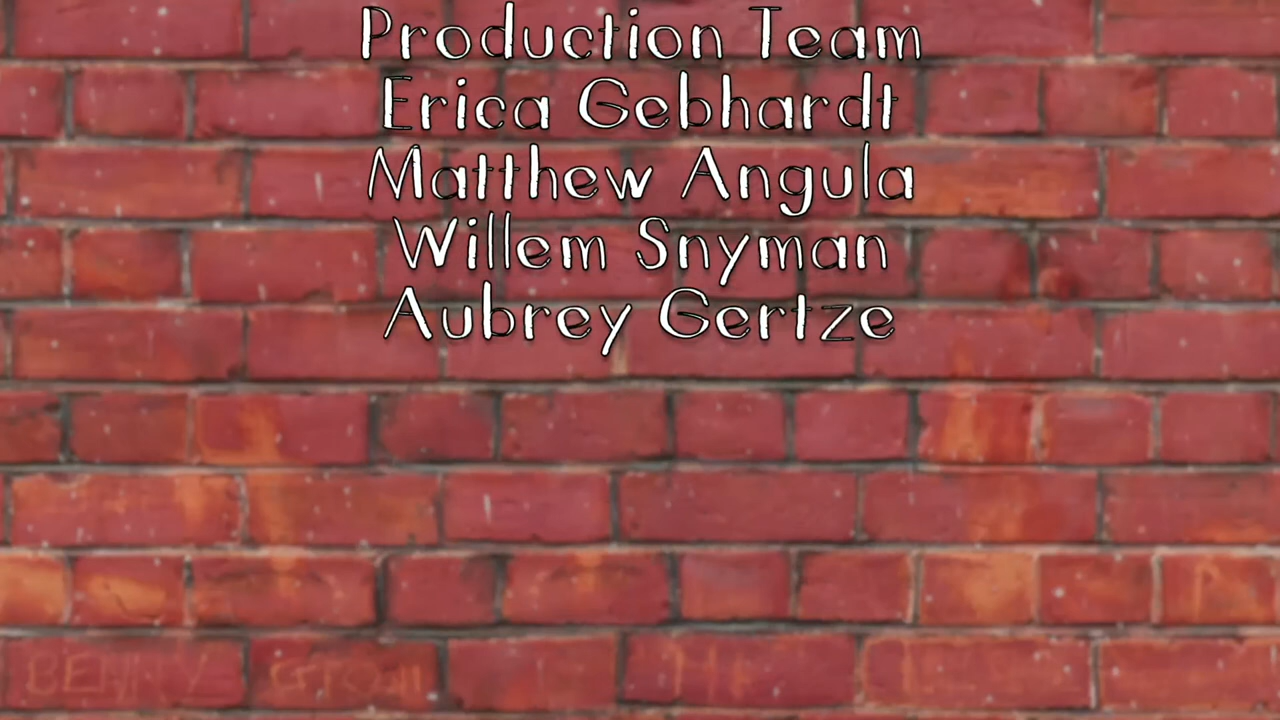 Production Team
Erica Gebhardt
Matthew Angula
Willem Snyman
Aubrey Gertze